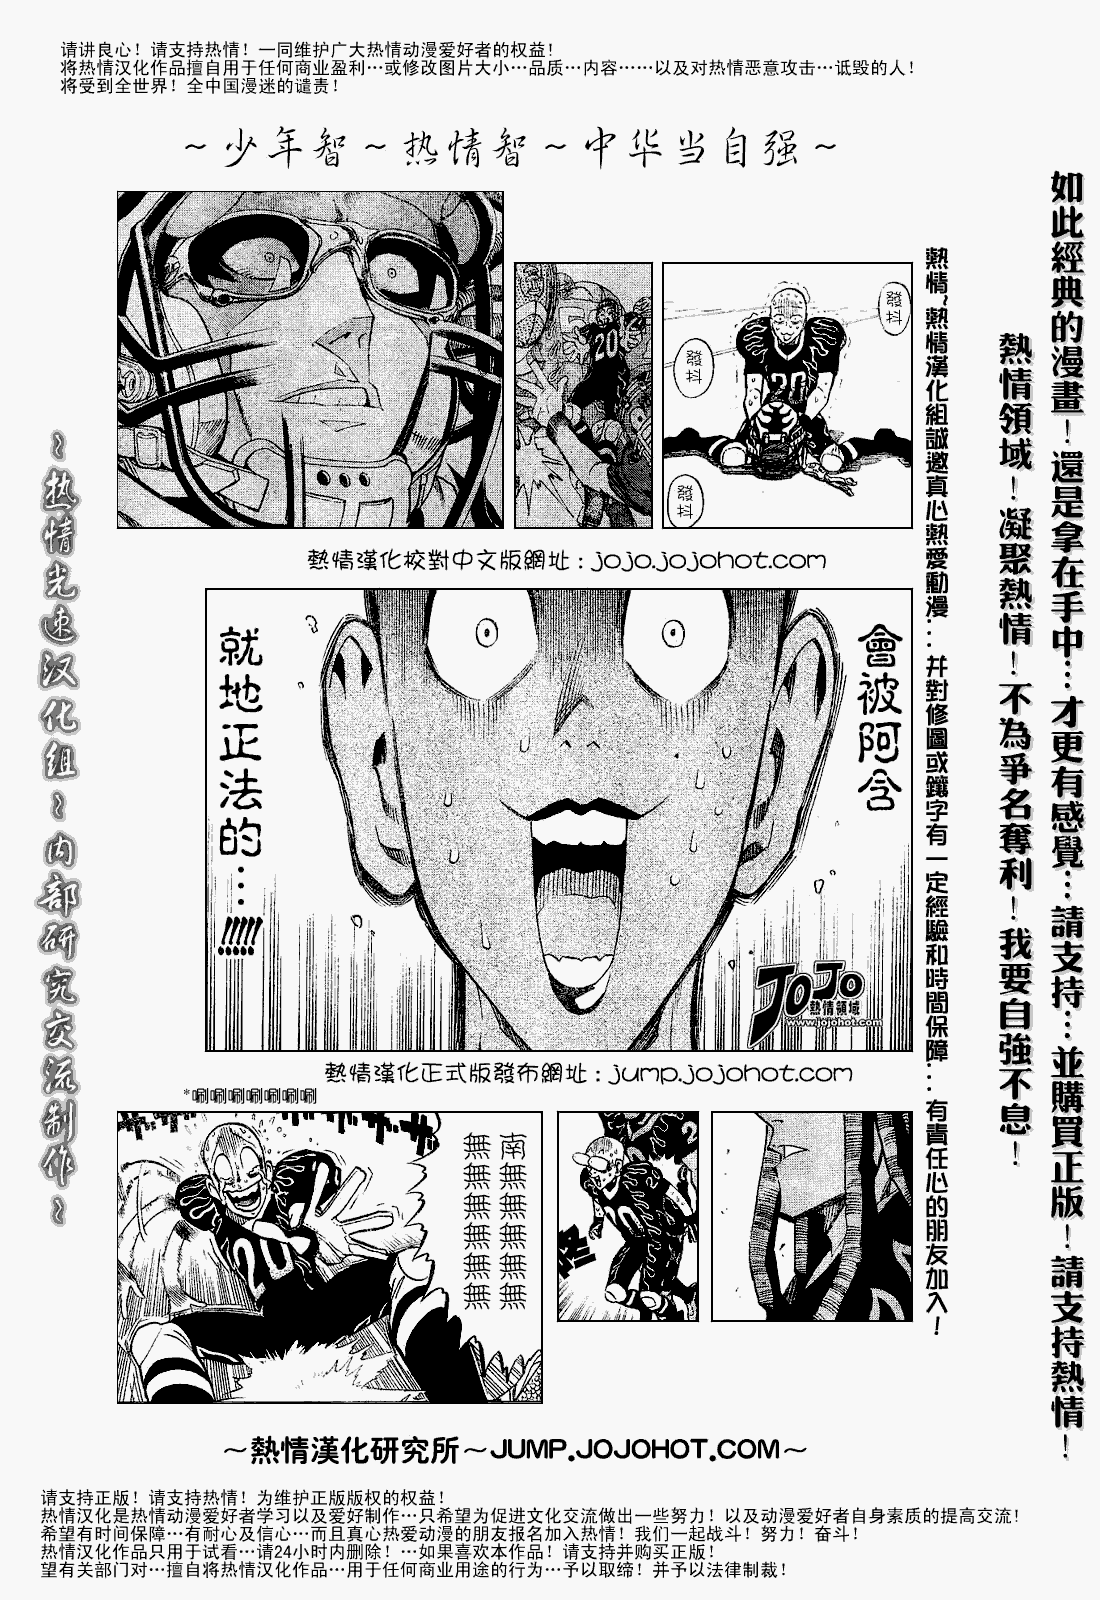 请讲良心！请支持热情！一同维护广大热情动漫爱好者的权益！
将热情汉化作品擅自用于任何商业盈利…或修改图片大小…品质…内容……以及对热情恶意攻击…诋毁的人！
将受到全世界！全中国漫迷的谴责！
～少年智～热情智～中华当自强～
如此經典的漫畫！還是拿在手中…才更有感覺…請支持…並購買正版！請支持熱情！
熱情領域！凝聚熱情！不為爭名奪利！我要自強不息！
熱情~熱情漢化組誠邀真心熱愛動漫...并對修圖或鑲字有一定經驗和時間保障...有責任心的朋友加入！
發抖
發抖
發抖
20
20
熱情漢化校對中文版網址：jojo.jojohot.com
會被阿含
就地正法的…!!!!!
JOJO
熱情領域
www.jojohot.com
熱情漢化正式版發布網址：jump.jojohot.com
*唰唰唰唰唰唰唰唰
南無無無無無
無無無無無無
20
20
～热情光速汉化组～内部研究交流制作～
～熱情漢化研究所～JUMP.JOJOHOT.COM～
请支持正版！请支持热情！为维护正版版权的权益！
热情汉化是热情动漫爱好者学习以及爱好制作…只希望为促进文化交流做出一些努力！以及动漫爱好者自身素质的提高交流！
希望有时间保障…有耐心及信心…而且真心热爱动漫的朋友报名加入热情！我们一起战斗！努力！奋斗！
热情汉化作品只用于试看…请24小时内删除！…如果喜欢本作品！请支持并购买正版！
望有关部门对…擅自将热情汉化作品…用于任何商业用途的行为…予以取缔！并予以法律制裁！